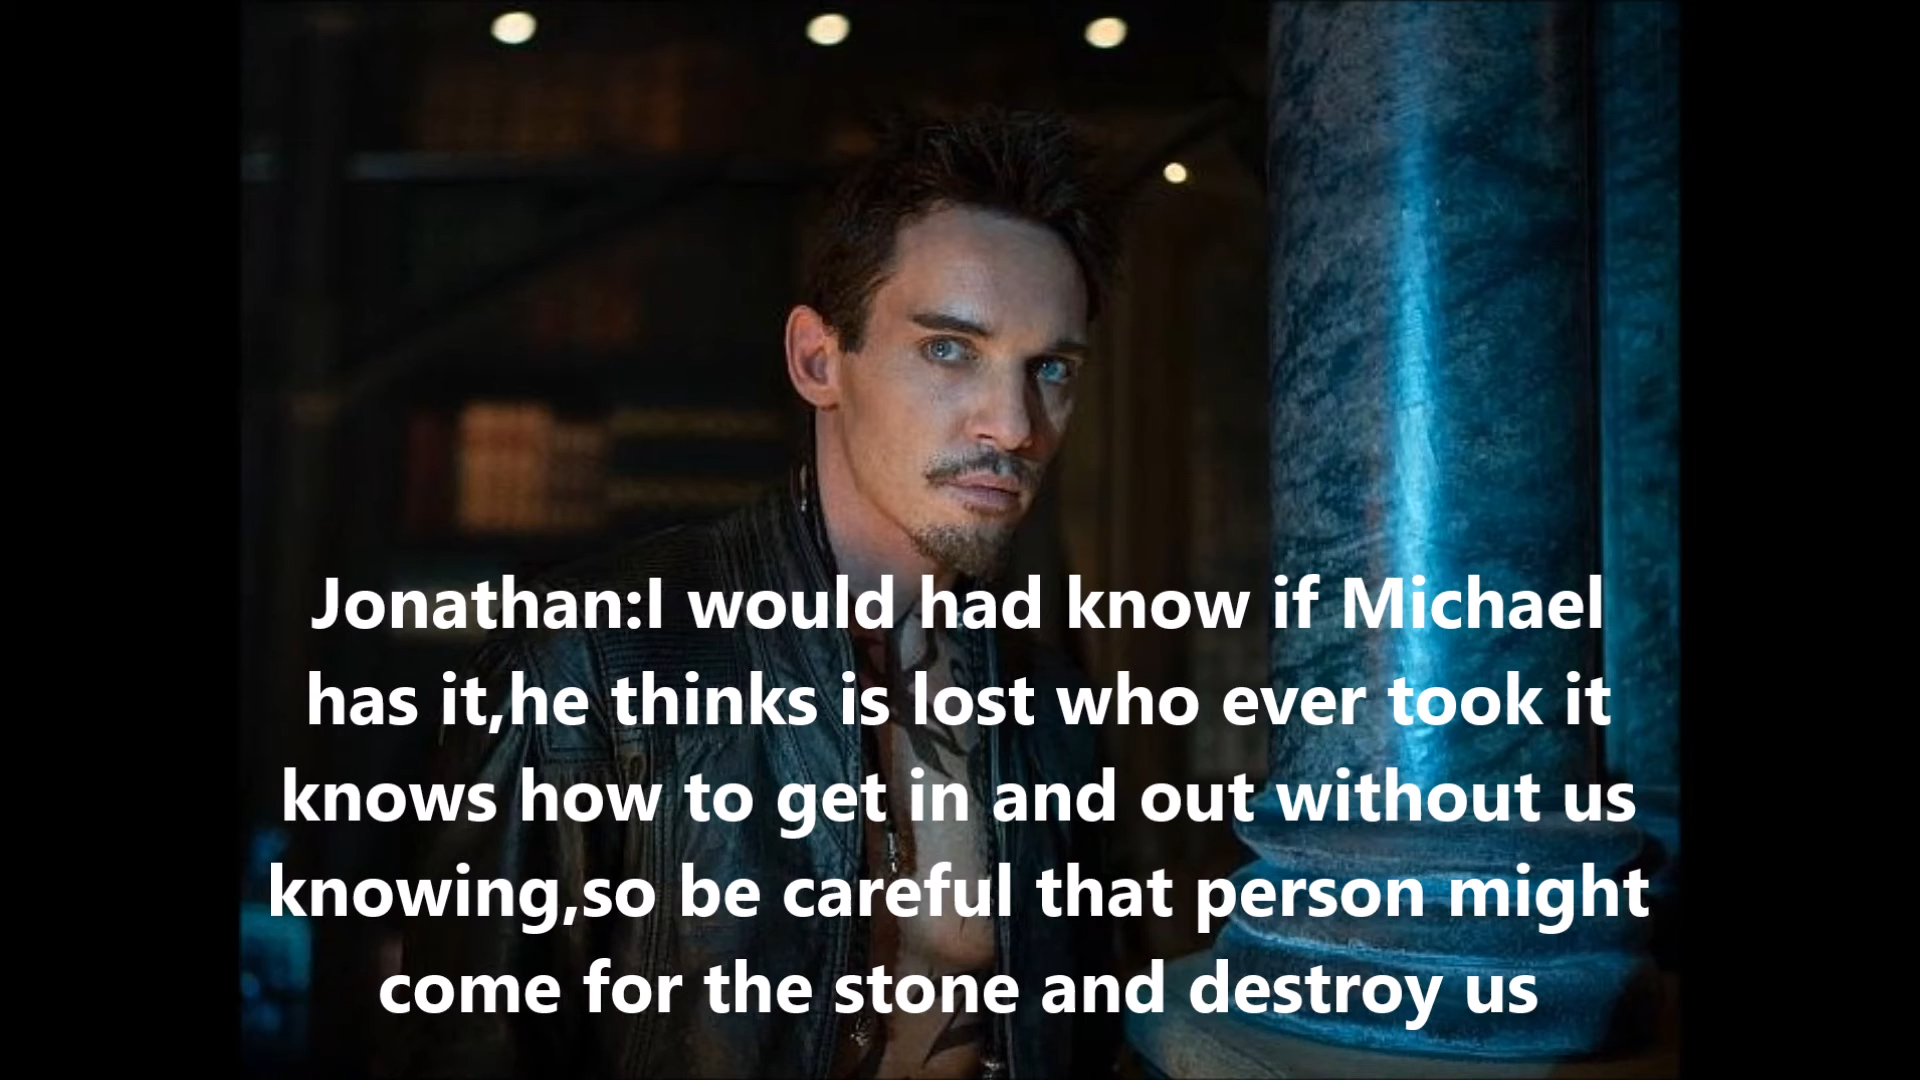 Jonathan:I would had know if Michael
has it,he thinks is lost who ever took it
knows how to get in and out without us
knowing,so be careful that person might
come for the stone and destroy us